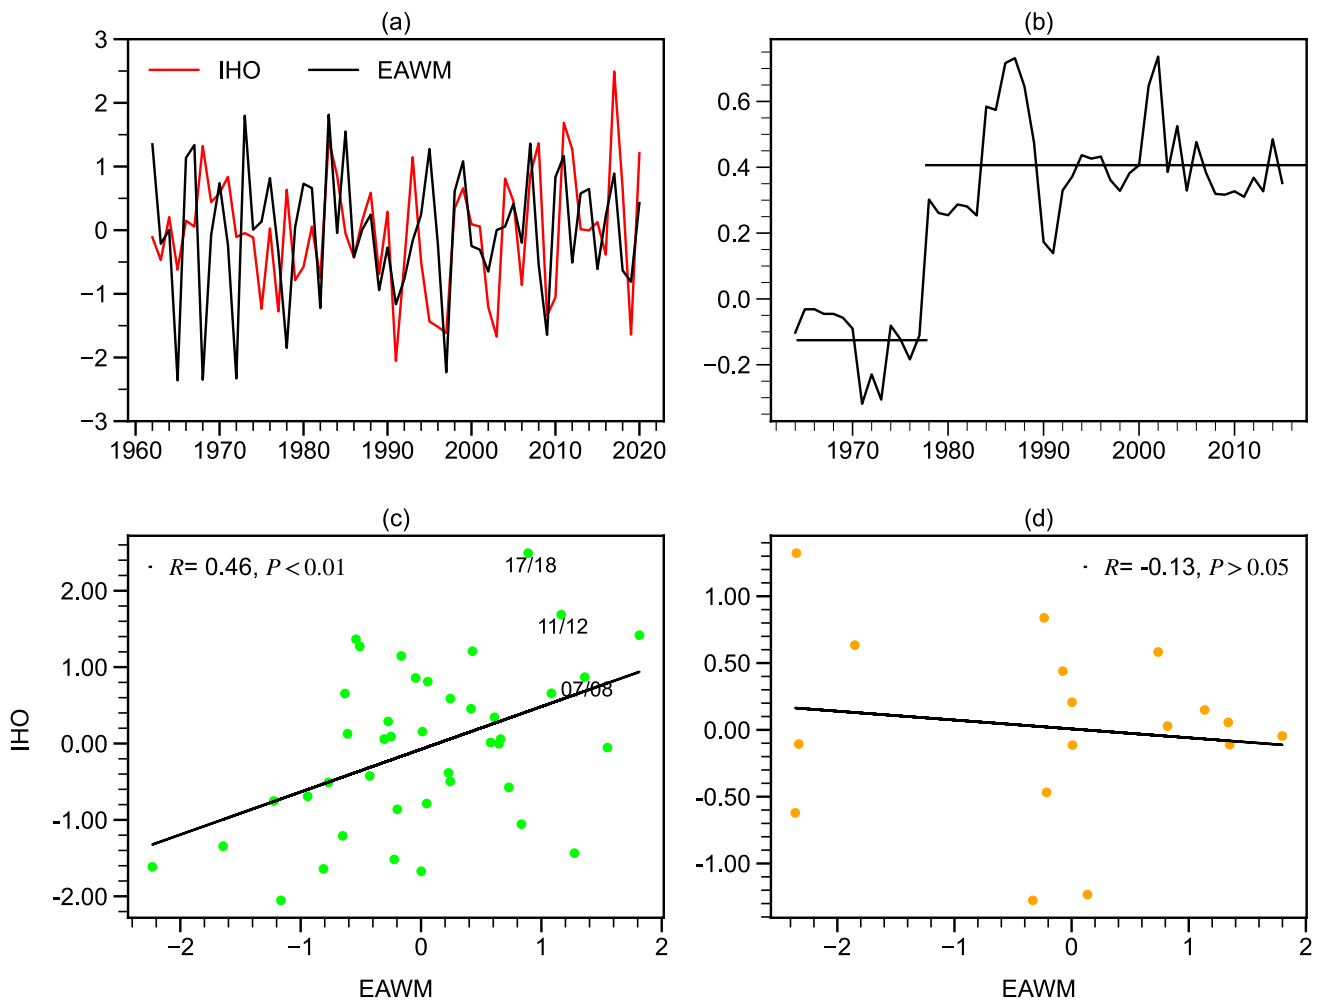 (a)
IHO EAWM
3
2
1
0
−1
−2
−3
1960 1970 1980 1990 2000 2010 2020
(b)
0.6
0.4
0.2
0.0
−0.2
1970 1980 1990 2000 2010
(c)
R= 0.46, P < 0.01
17/18
11/12
07/08
2.00
1.00
0.00
-1.00
-2.00
IHO
−2 −1 0 1 2
EAWM
(d)
R= -0.13, P > 0.05
1.00
0.50
0.00
-0.50
-1.00
−2 −1 0 1 2
EAWM